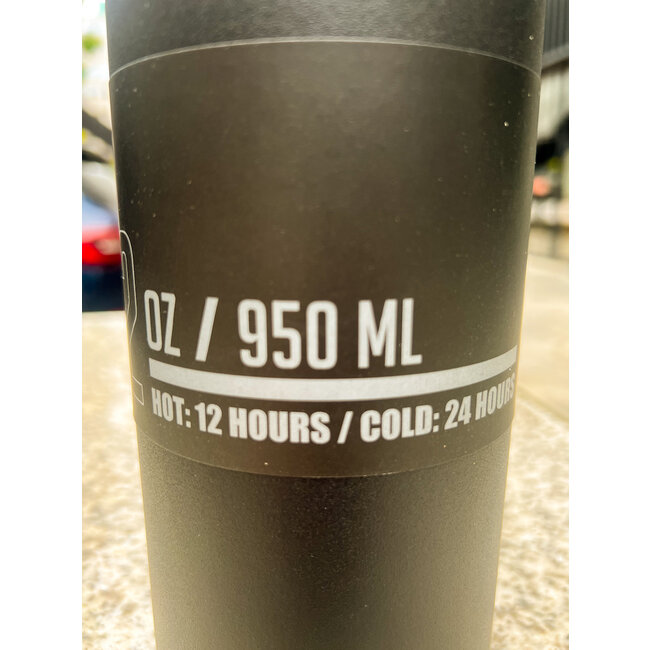 OZ / 950 ML
HOT: 12 HOURS / COLD: 24 HOURS